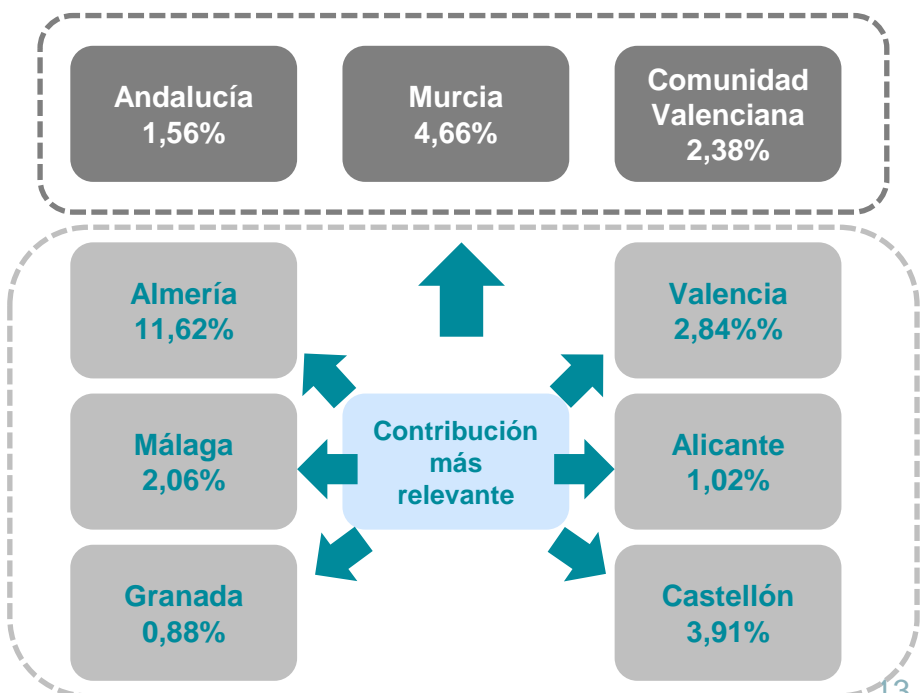 Andalucía
1,56%
Murcia
4,66%
Comunidad
Valenciana
2,38%
Almería
11,62%
Valencia
2,84%%
Contribución
más
relevante
Málaga
2,06%
Alicante
1,02%
Granada
0,88%
Castellón
3,91%
13